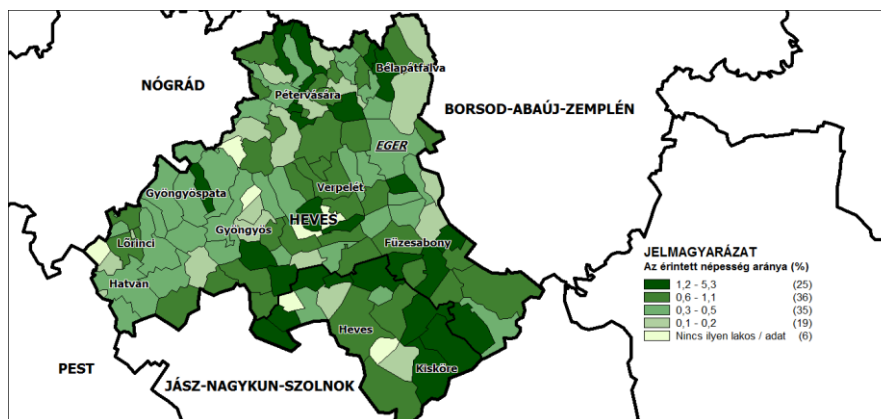 NÓGRÁD
Bélapátfalva
Pétervására
BORSOD-ABAÚJ-ZEMPLÉN
EGER
Gyöngyöspata
Verpelét
HEVES
Gyöngyös
Lőrinci
Füzesabony
Hatvan
Heves
Kisköre
PEST
JÁSZ-NAGYKUN-SZOLNOK
JELMAGYARÁZAT
Az érintett népesség aránya (%)
1,2 - 5,3 (25)
0,6 - 1,1 (36)
0,3 - 0,5 (35)
0,1 - 0,2 (19)
Nincs ilyen lakos / adat (6)